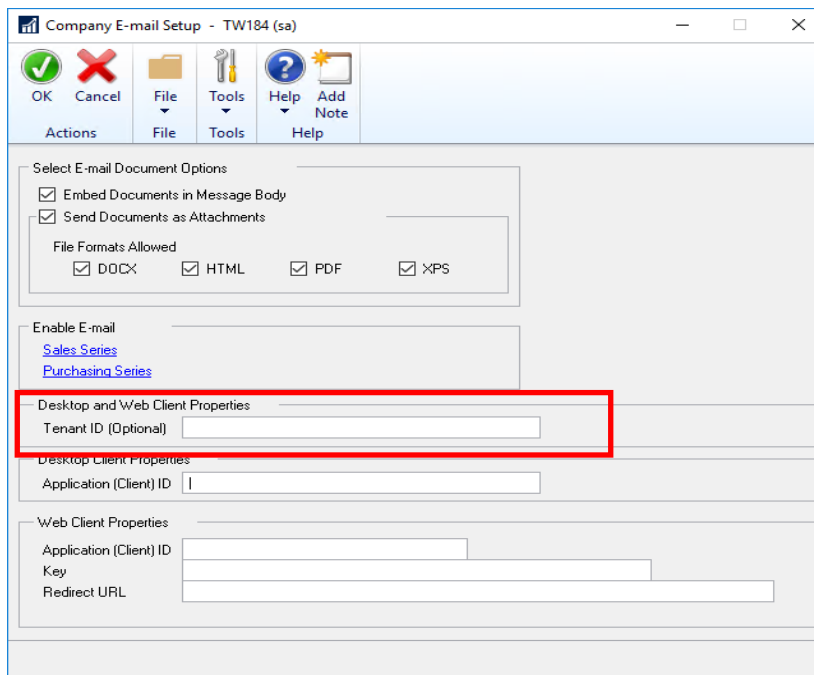 Company E-mail Setup - TW184 (sa)
OK Cancel File Tools Help Add Note
Actions File Tools Help
Select E-mail Document Options
Embed Documents in Message Body
Send Documents as Attachments
File Formats Allowed
DOCX HTML PDF XPS
Enable E-mail
Sales Series
Purchasing Series
Desktop and Web Client Properties
Tenant ID (Optional)
Desktop Client Properties
Application (Client) ID
Web Client Properties
Application (Client) ID
Key
Redirect URL